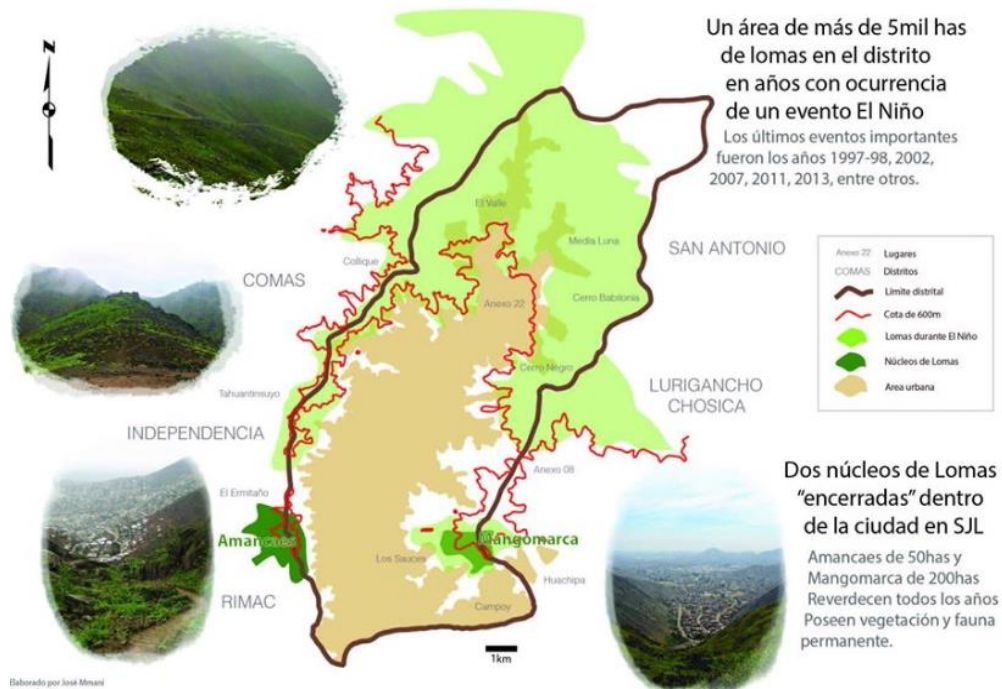 N
Un área de más de 5mil has
de lomas en el distrito
en años con ocurrencia
de un evento El Niño
Los últimos eventos importantes
fueron los años 1997-98, 2002,
2007, 2011, 2013, entre otros.
El Valle
Media Luna
SAN ANTONIO
Collique
COMAS
Anexo 22
Cerro Babilonia
Anexo 22 Lugares
COMAS Distritos
Límite distrital
Cota de 600m
Lomas durante El Niño
Núcleos de Lomas
Area urbana
Cerro Negro
Tahuantinsuyo
LURIGANCHO
CHOSICA
INDEPENDENCIA
Anexo 08
El Ermitaño
Amancaes
Mangomarca
Los Sauces
Huachipa
RIMAC
Campoy
1km
Dos núcleos de Lomas
“encerradas” dentro
de la ciudad en SJL
Amancaes de 50has y
Mangomarca de 200has
Reverdecen todos los años
Poseen vegetación y fauna
permanente.
Elaborado por José Mmani